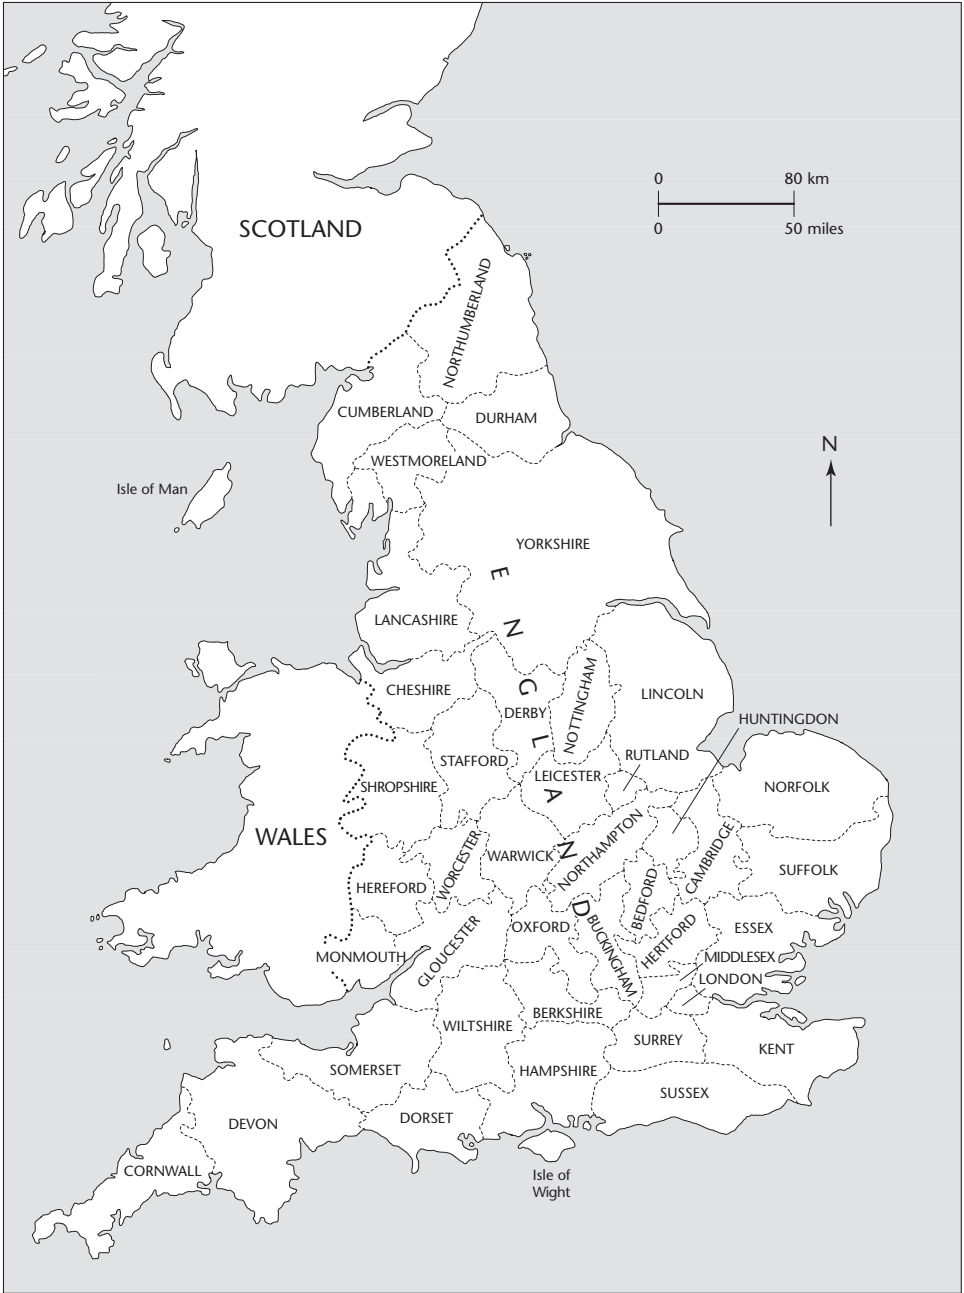 0 80 km
0 50 miles
SCOTLAND
NORTHUMBERLAND
CUMBERLAND
DURHAM
N
WESTMORELAND
Isle of Man
YORKSHIRE
ENGLAND
LANCASHIRE
CHESHIRE
DERBY
NOTTINGHAM
LINCOLN
HUNTINGDON
STAFFORD
RUTLAND
LEICESTER
SHROPSHIRE
NORFOLK
WALES
WORCESTER
WARWICK
NORTHAMPTON
CAMBRIDGE
SUFFOLK
HEREFORD
BEDFORD
OXFORD
BUCKINGHAM
HERTFORD
ESSEX
MONMOUTH
GLOUCESTER
MIDDLESEX
LONDON
WILTSHIRE
BERKSHIRE
SURREY
KENT
SOMERSET
HAMPSHIRE
SUSSEX
DEVON
DORSET
CORNWALL
Isle of
Wight